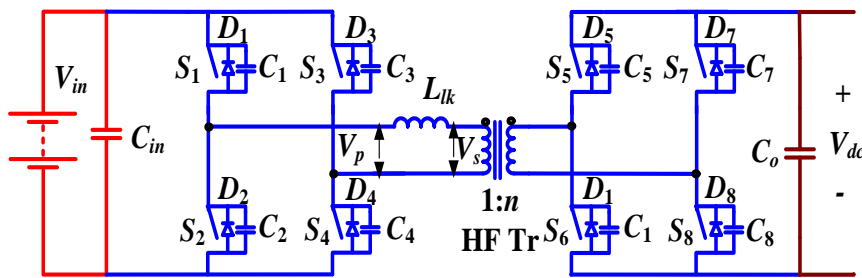 D1 D3 D5 D7
Vin S1 C1 S3 C3 S5 C5 S7 C7
Llk
+
Cin Vp Vs Co Vdc
D2 D4 D1 D8
1:n
-
S2 C2 S4 C4 HF Tr S6 C1 S8 C8